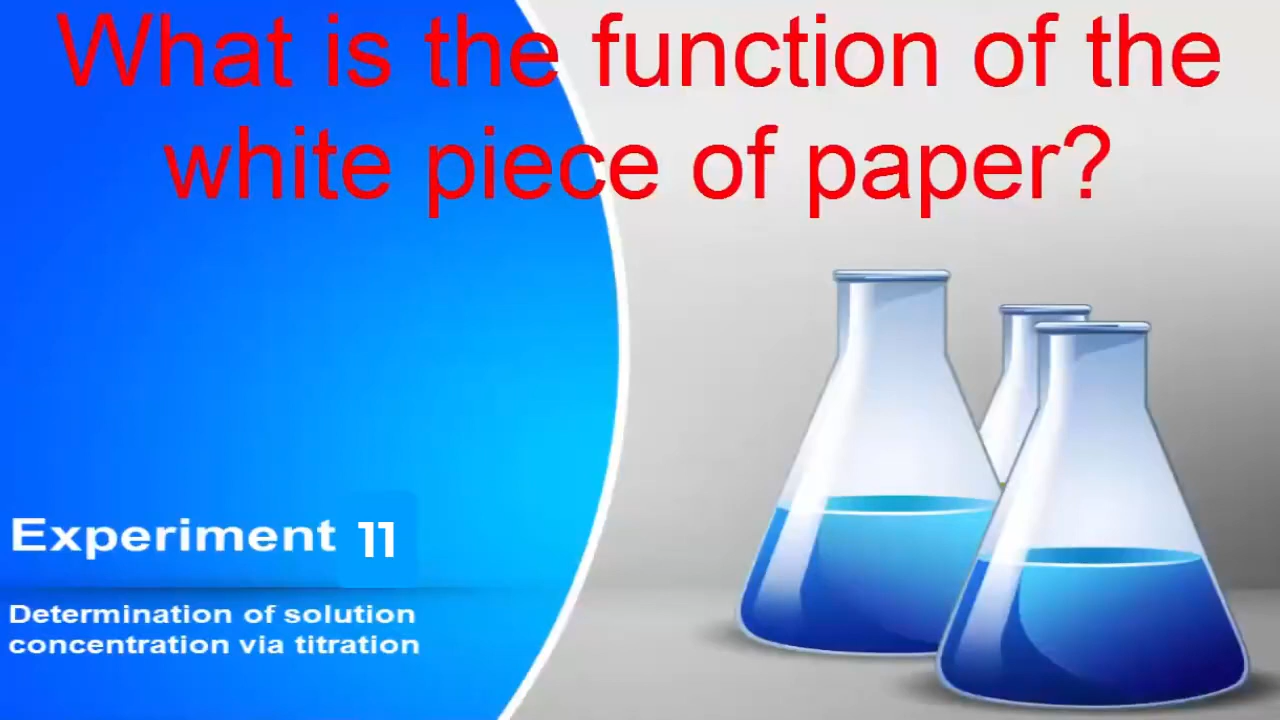 What is the function of the
white piece of paper?
Experiment 11
Determination of solution
concentration via titration